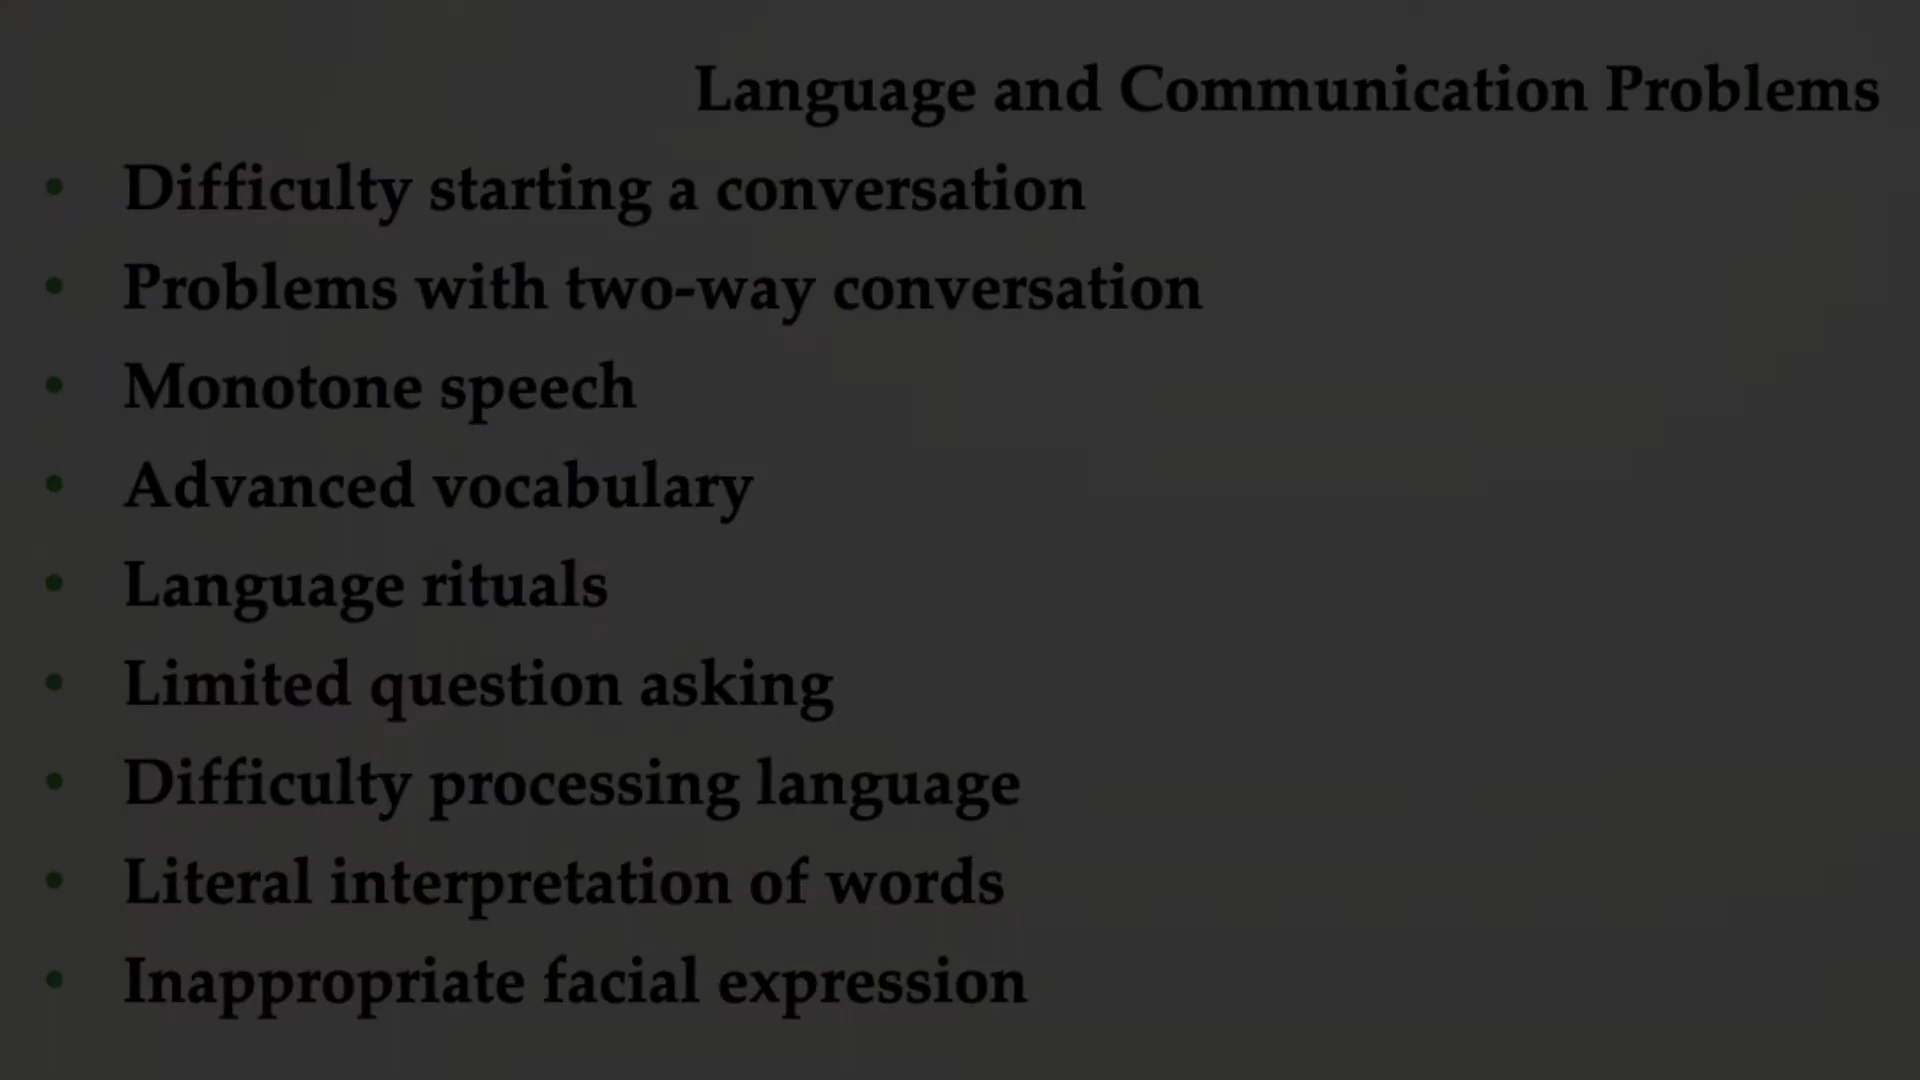 Language and Communication Problems
• Difficulty starting a conversation
• Problems with two-way conversation
• Monotone speech
• Advanced vocabulary
• Language rituals
• Limited question asking
• Difficulty processing language
• Literal interpretation of words
• Inappropriate facial expression